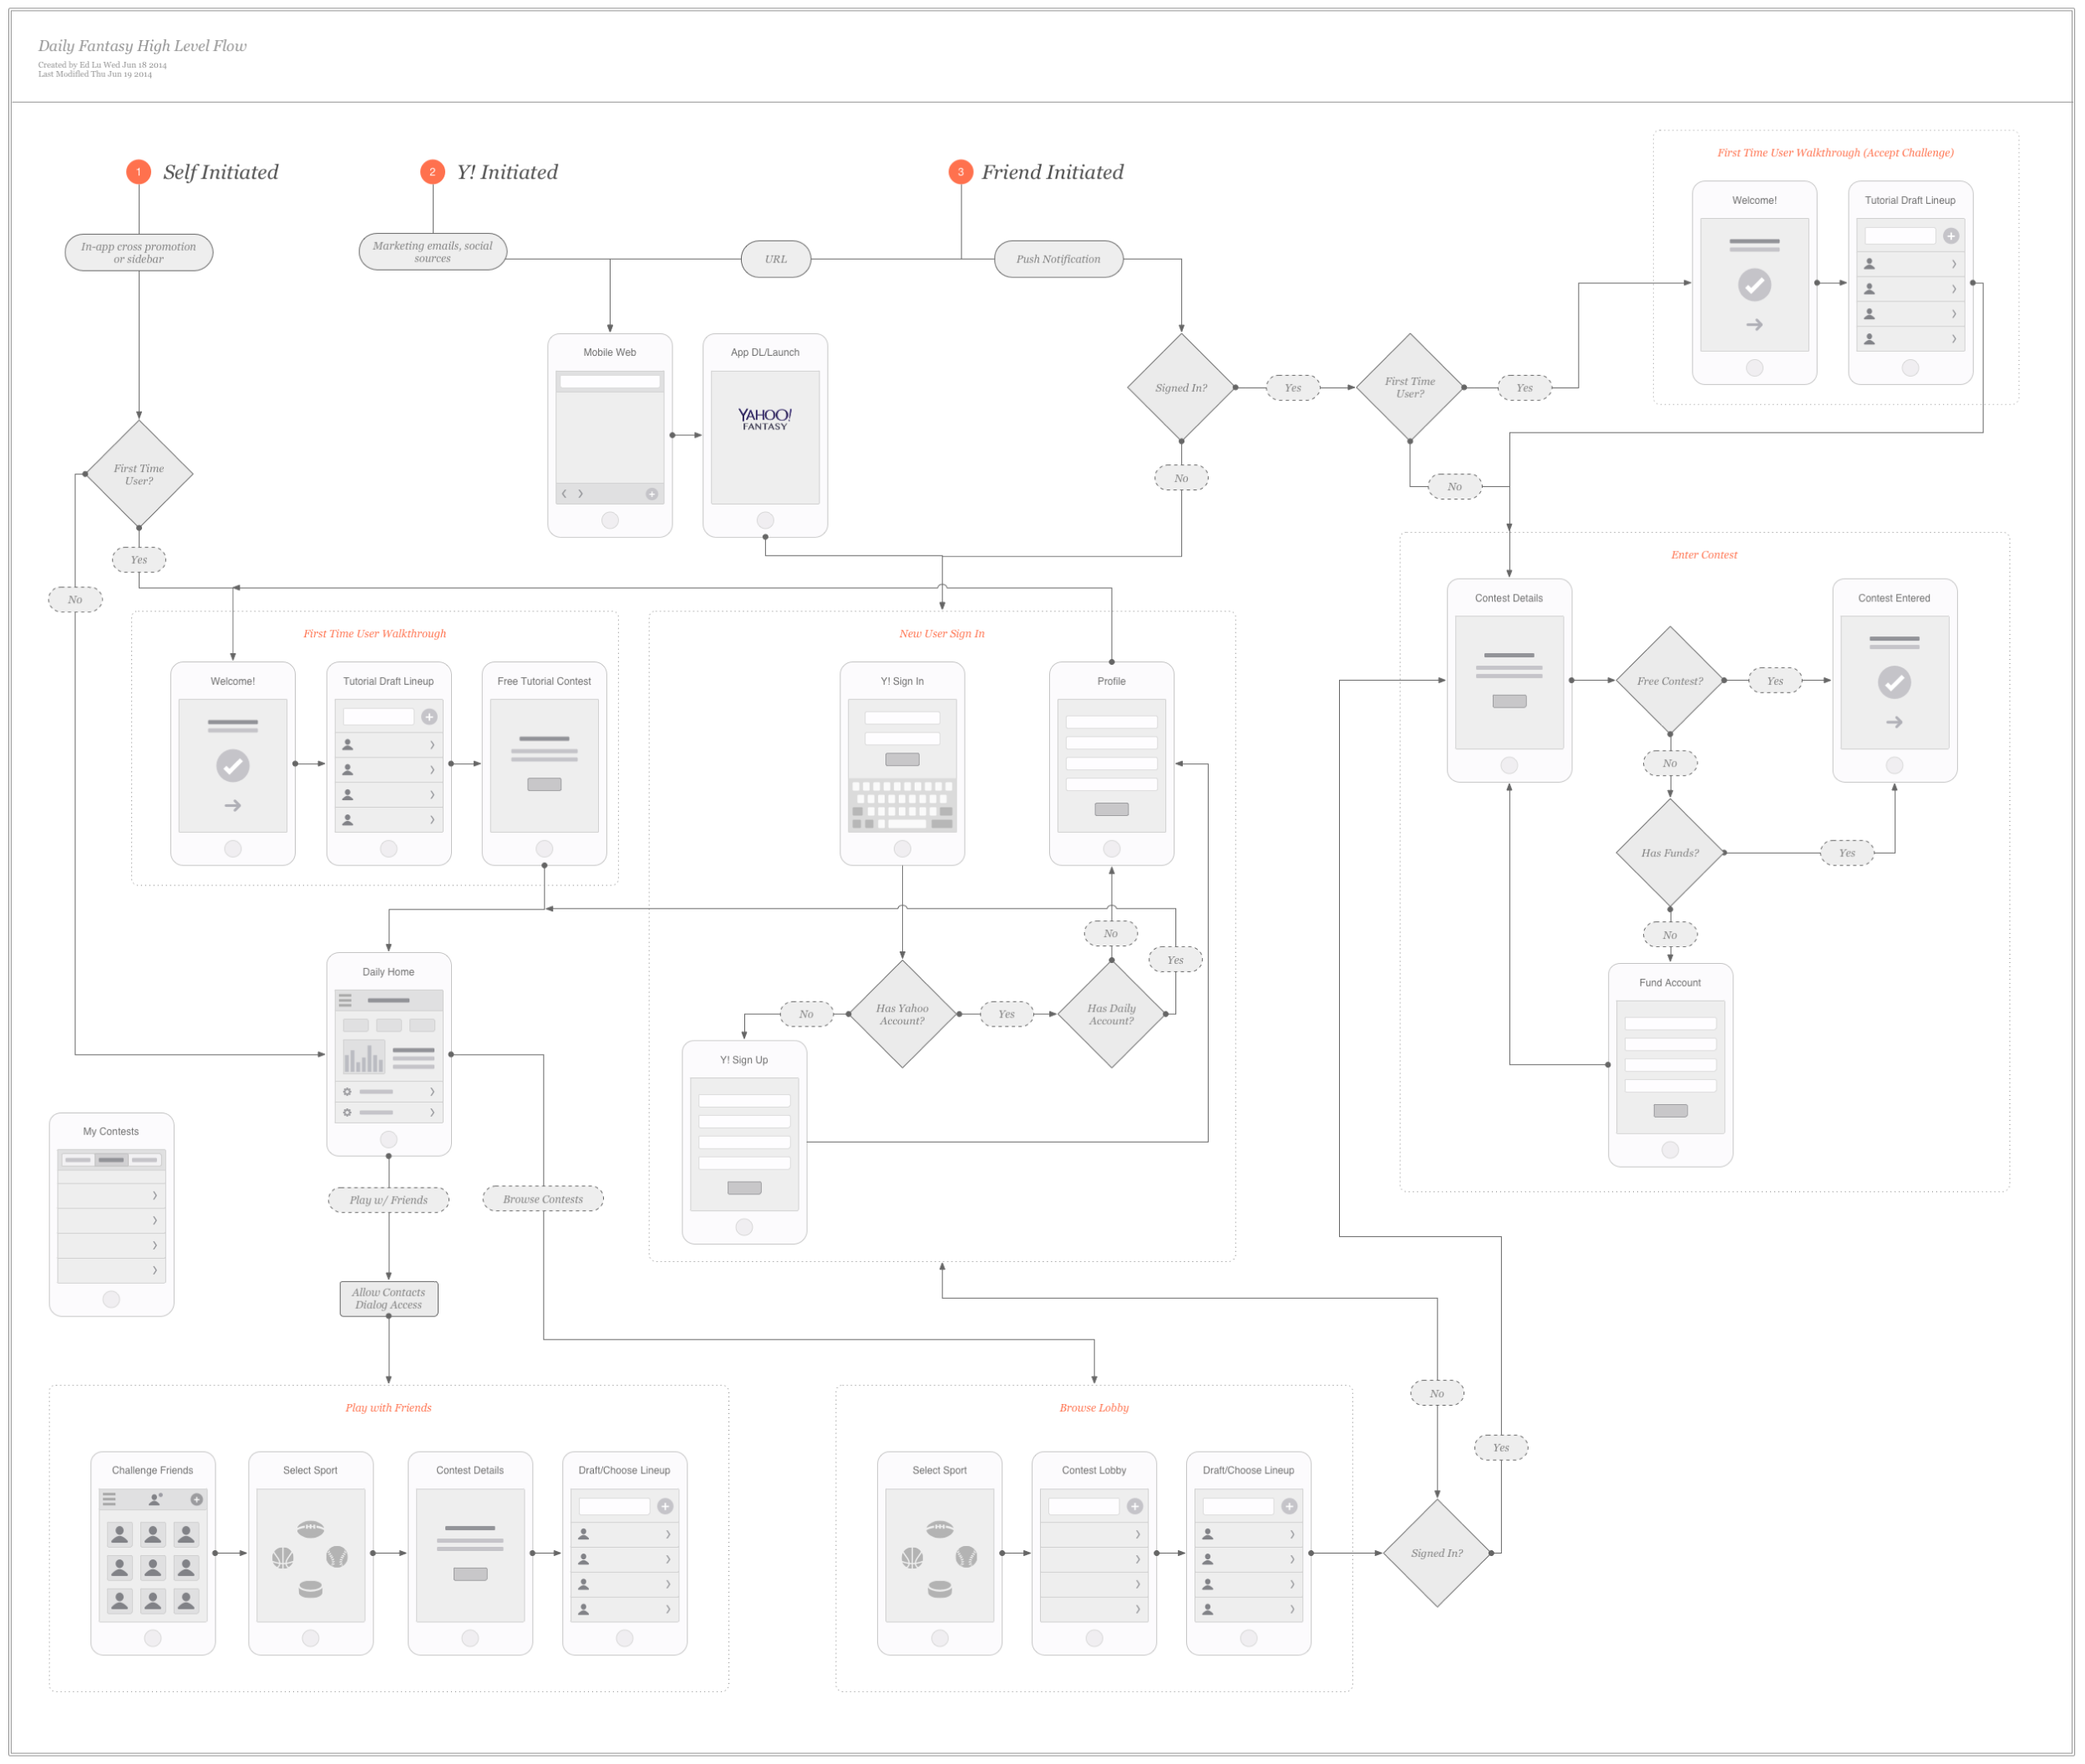 Daily Fantasy High Level Flow
Created by Ed Lu Wed Jun 18 2014
Last Modified Thu Jun 19 2014
1 Self Initiated
2 Y! Initiated
3 Friend Initiated
In-app cross promotion
or sidebar
Marketing emails, social
sources
URL
Push Notification
First Time User Walkthrough (Accept Challenge)
Welcome!
Tutorial Draft Lineup
Mobile Web
App DL/Launch
YAHOO!
FANTASY
Signed In?
Yes
First Time
User?
Yes
No
No
First Time
User?
Yes
No
First Time User Walkthrough
Welcome!
Tutorial Draft Lineup
Free Tutorial Contest
New User Sign In
Y! Sign In
Profile
No
Yes
Has Yahoo
Account?
No
Yes
Has Daily
Account?
Y! Sign Up
Enter Contest
Contest Details
Free Contest?
Yes
Contest Entered
No
Has Funds?
Yes
No
Fund Account
Daily Home
My Contests
Play w/ Friends
Browse Contests
Allow Contacts
Dialog Access
Play with Friends
Challenge Friends
Select Sport
Contest Details
Draft/Choose Lineup
Browse Lobby
Select Sport
Contest Lobby
Draft/Choose Lineup
No
Yes
Signed In?